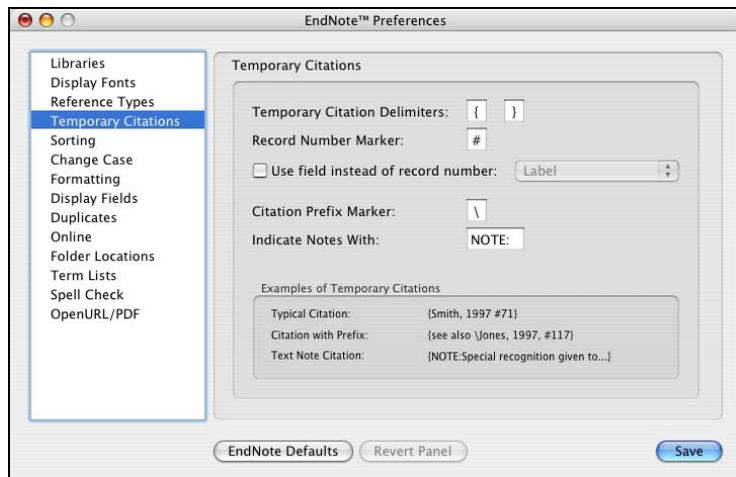 EndNote™ Preferences
Libraries
Display Fonts
Reference Types
Temporary Citations
Sorting
Change Case
Formatting
Display Fields
Duplicates
Online
Folder Locations
Term Lists
Spell Check
OpenURL/PDF
Temporary Citations
Temporary Citation Delimiters: { }
Record Number Marker: #
Use field instead of record number: Label
Citation Prefix Marker: \
Indicate Notes With: NOTE:
Examples of Temporary Citations
Typical Citation: {Smith, 1997 #71}
Citation with Prefix: {see also \Jones, 1997, #117}
Text Note Citation: {NOTE:Special recognition given to...}
EndNote Defaults Revert Panel Save